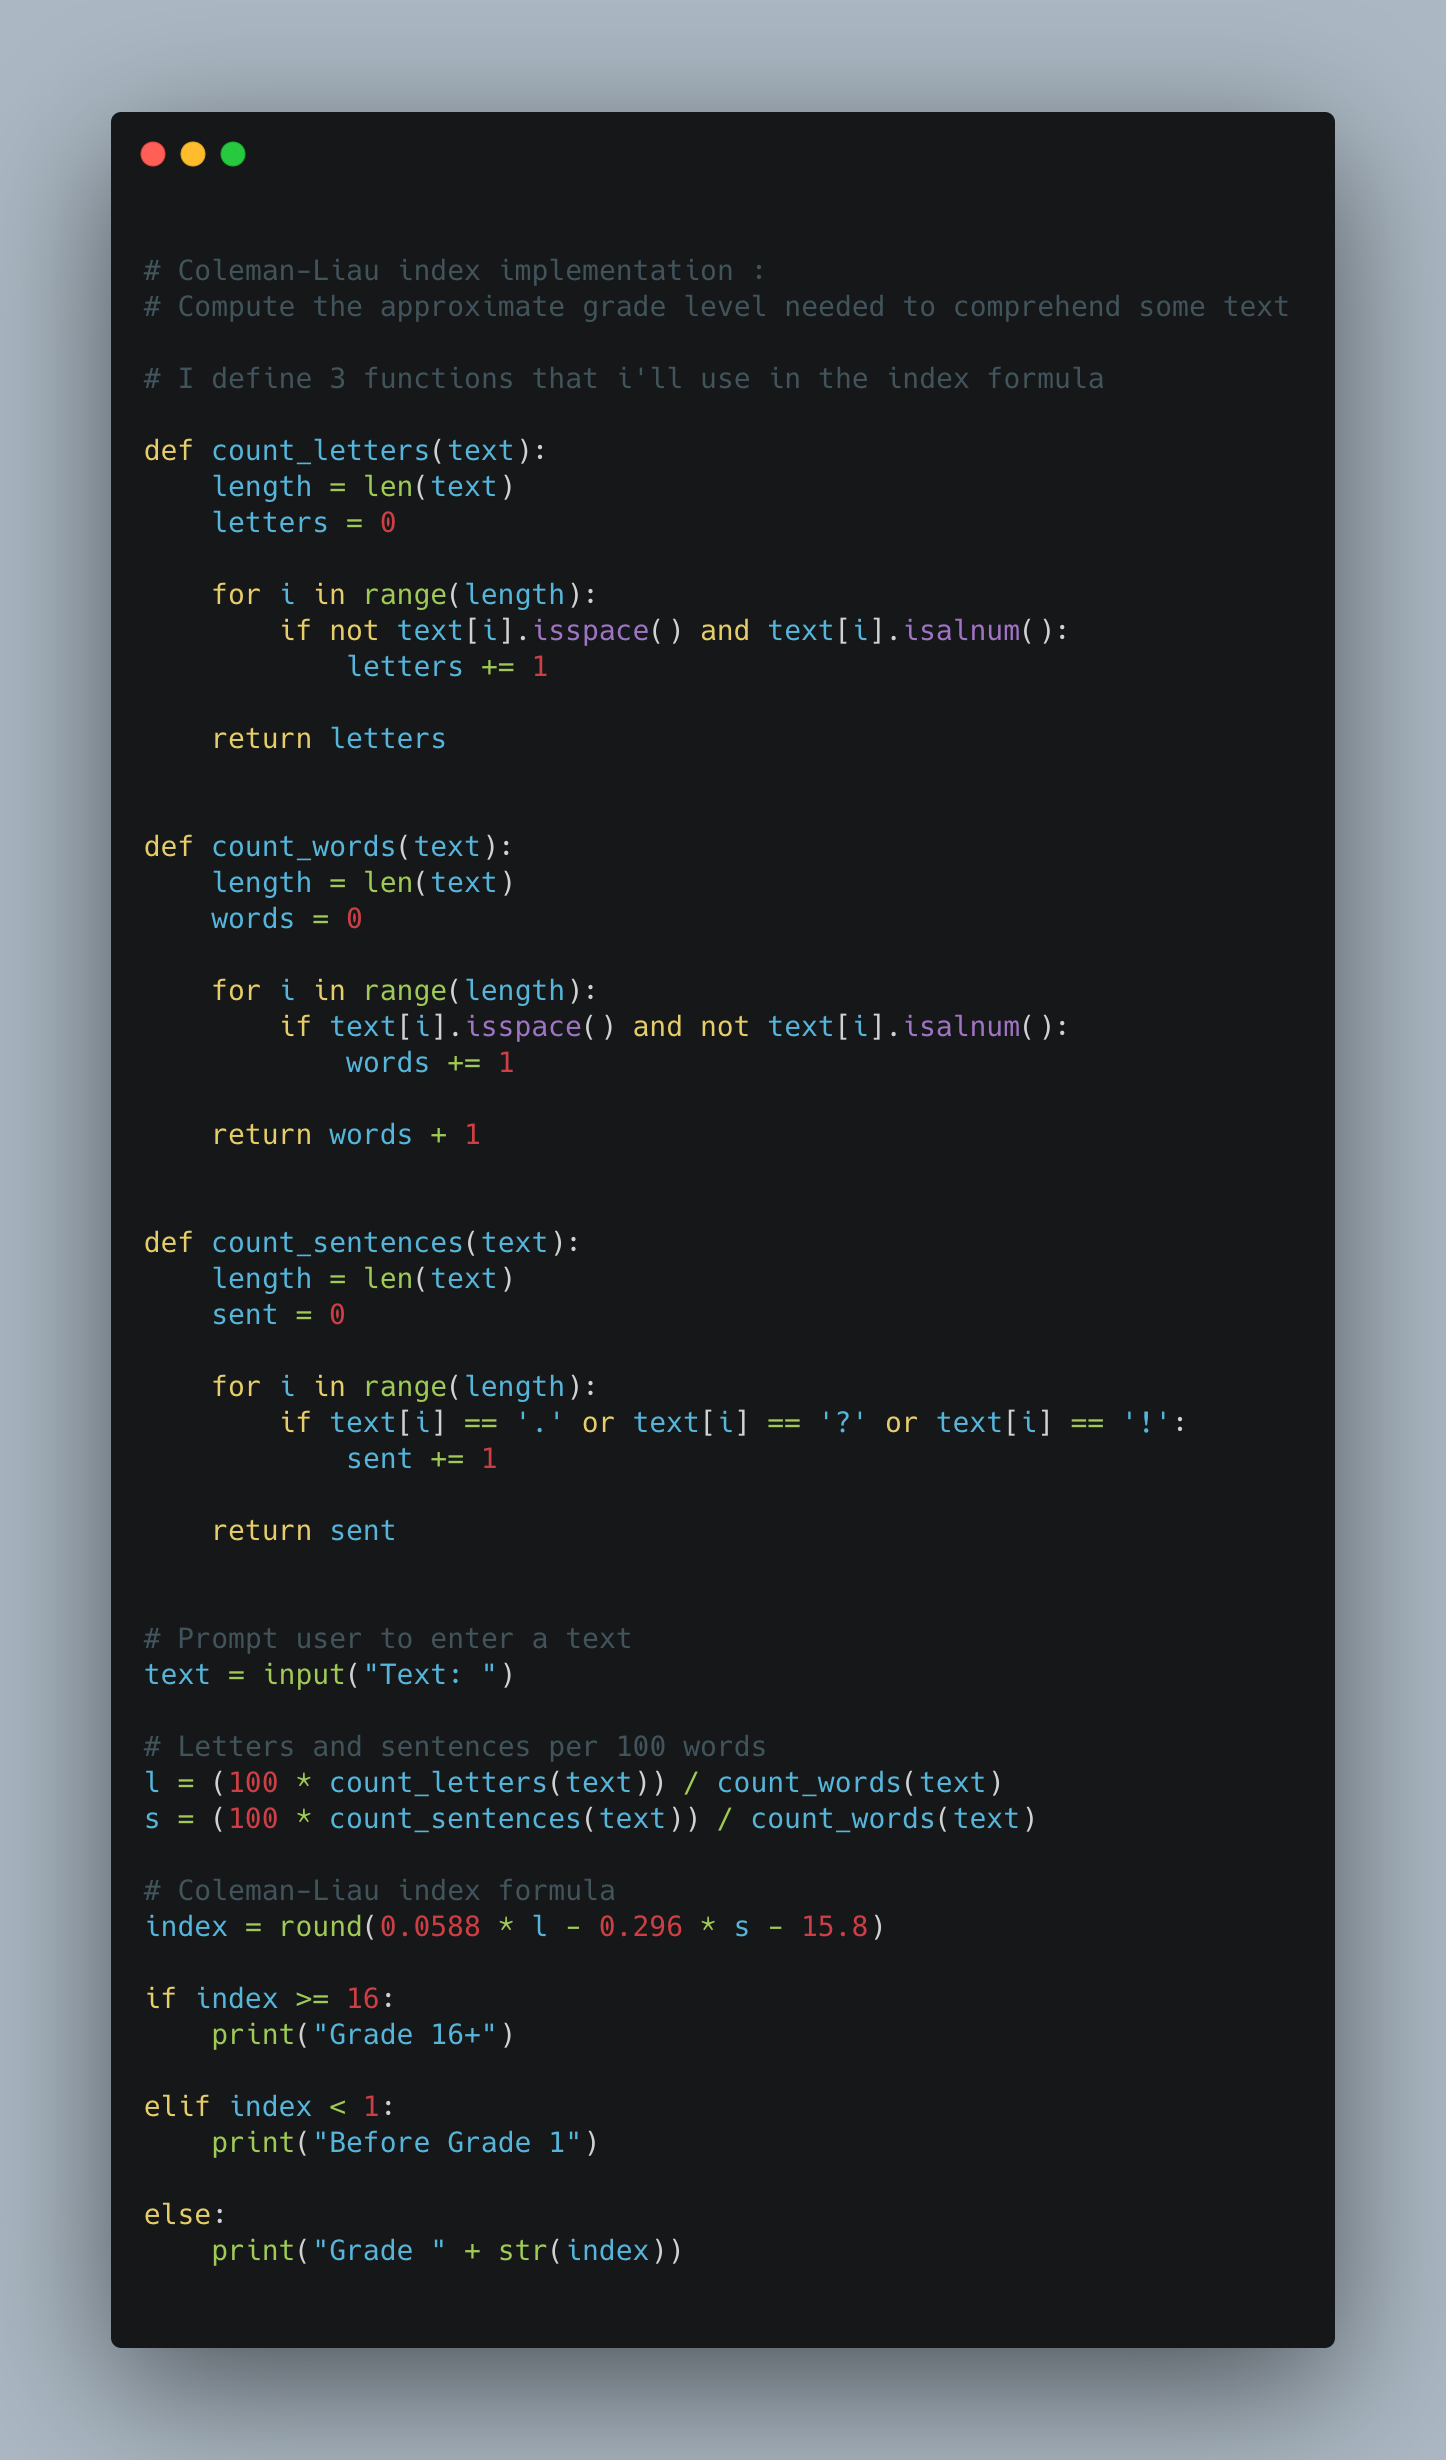 # Coleman-Liau index implementation :
# Compute the approximate grade level needed to comprehend some text
# I define 3 functions that i'll use in the index formula
def count_letters(text):
    length = len(text)
    letters = 0
    for i in range(length):
        if not text[i].isspace() and text[i].isalnum():
            letters += 1
    return letters
def count_words(text):
    length = len(text)
    words = 0
    for i in range(length):
        if text[i].isspace() and not text[i].isalnum():
            words += 1
    return words + 1
def count_sentences(text):
    length = len(text)
    sent = 0
    for i in range(length):
        if text[i] == '.' or text[i] == '?' or text[i] == '!':
            sent += 1
    return sent
# Prompt user to enter a text
text = input("Text: ")
# Letters and sentences per 100 words
l = (100 * count_letters(text)) / count_words(text)
s = (100 * count_sentences(text)) / count_words(text)
# Coleman-Liau index formula
index = round(0.0588 * l - 0.296 * s - 15.8)
if index >= 16:
    print("Grade 16+")
elif index < 1:
    print("Before Grade 1")
else:
    print("Grade " + str(index))